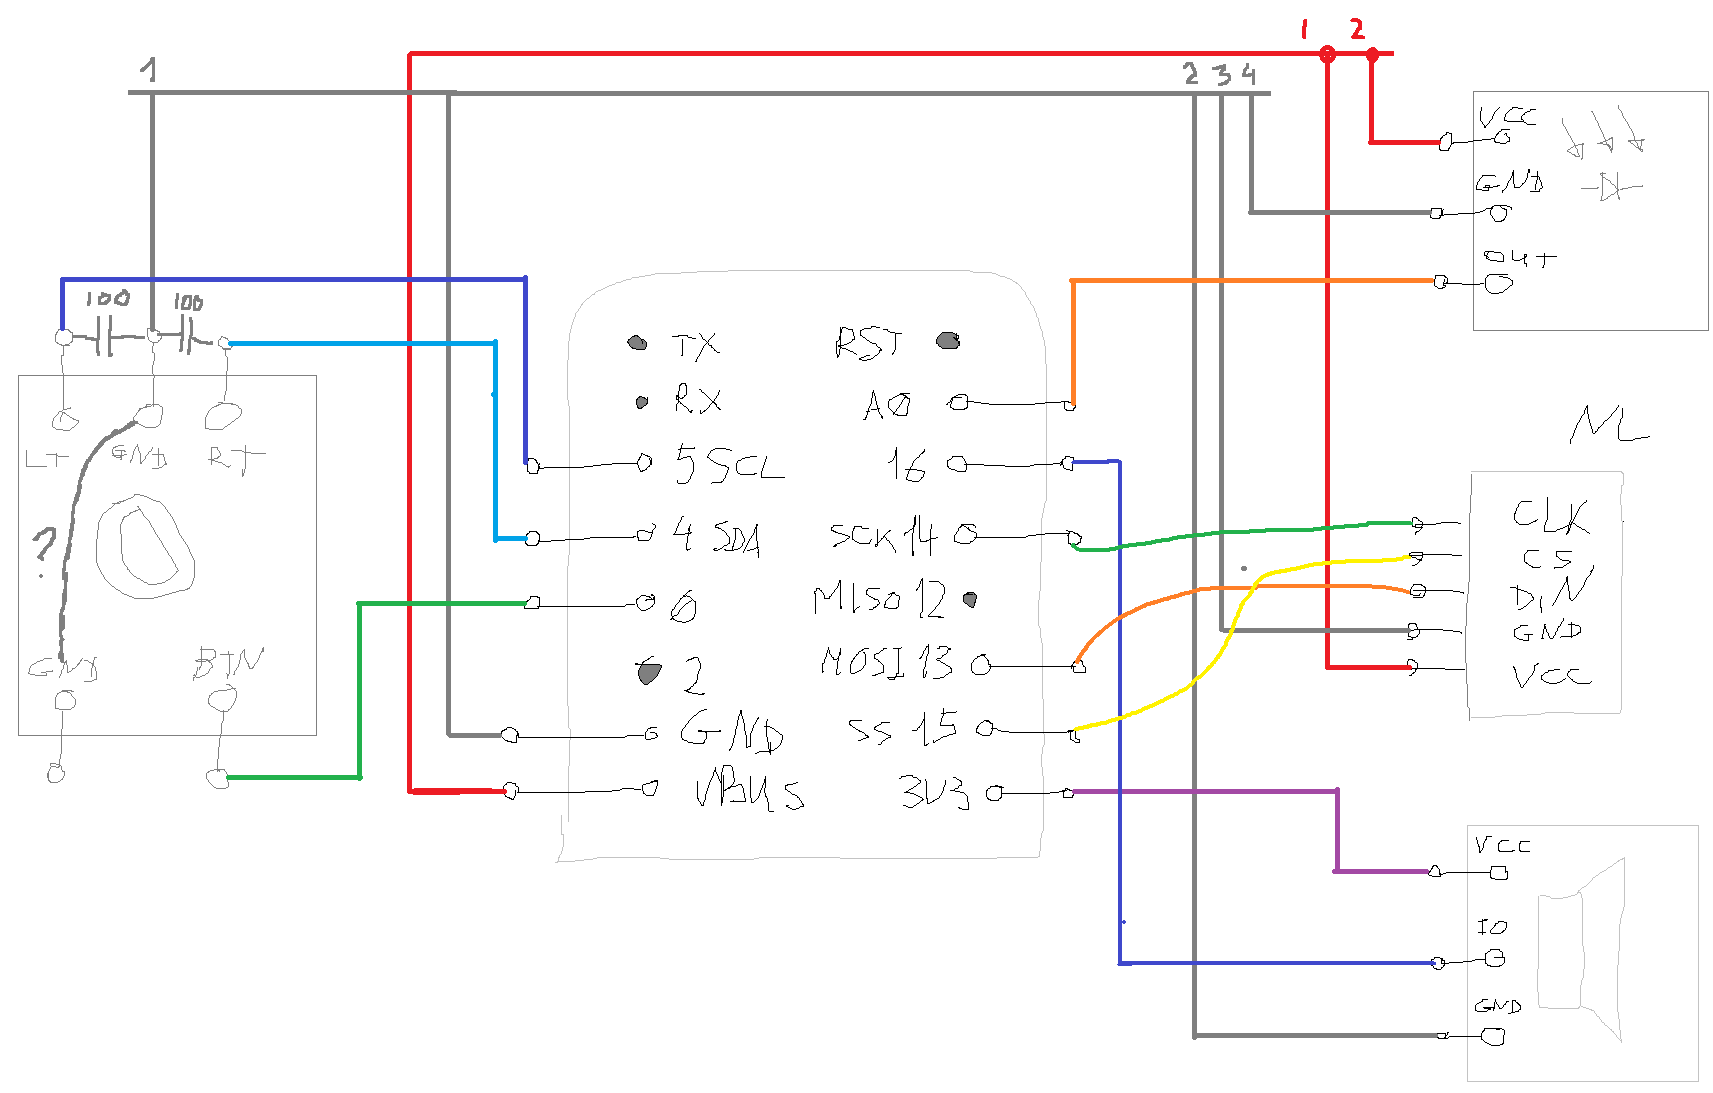 1 2
1
2 3 4
VCC
GND
OUT
100 100
LT GND RT
?
GND BTN
TX RST
RX A0
5 SCL 16
4 SDA SCK 14
0 MISO 12
2 MOSI 13
GND SS 15
VBUS 3V3
NL
CLK
CS
DIN
GND
VCC
VCC
IO
GND